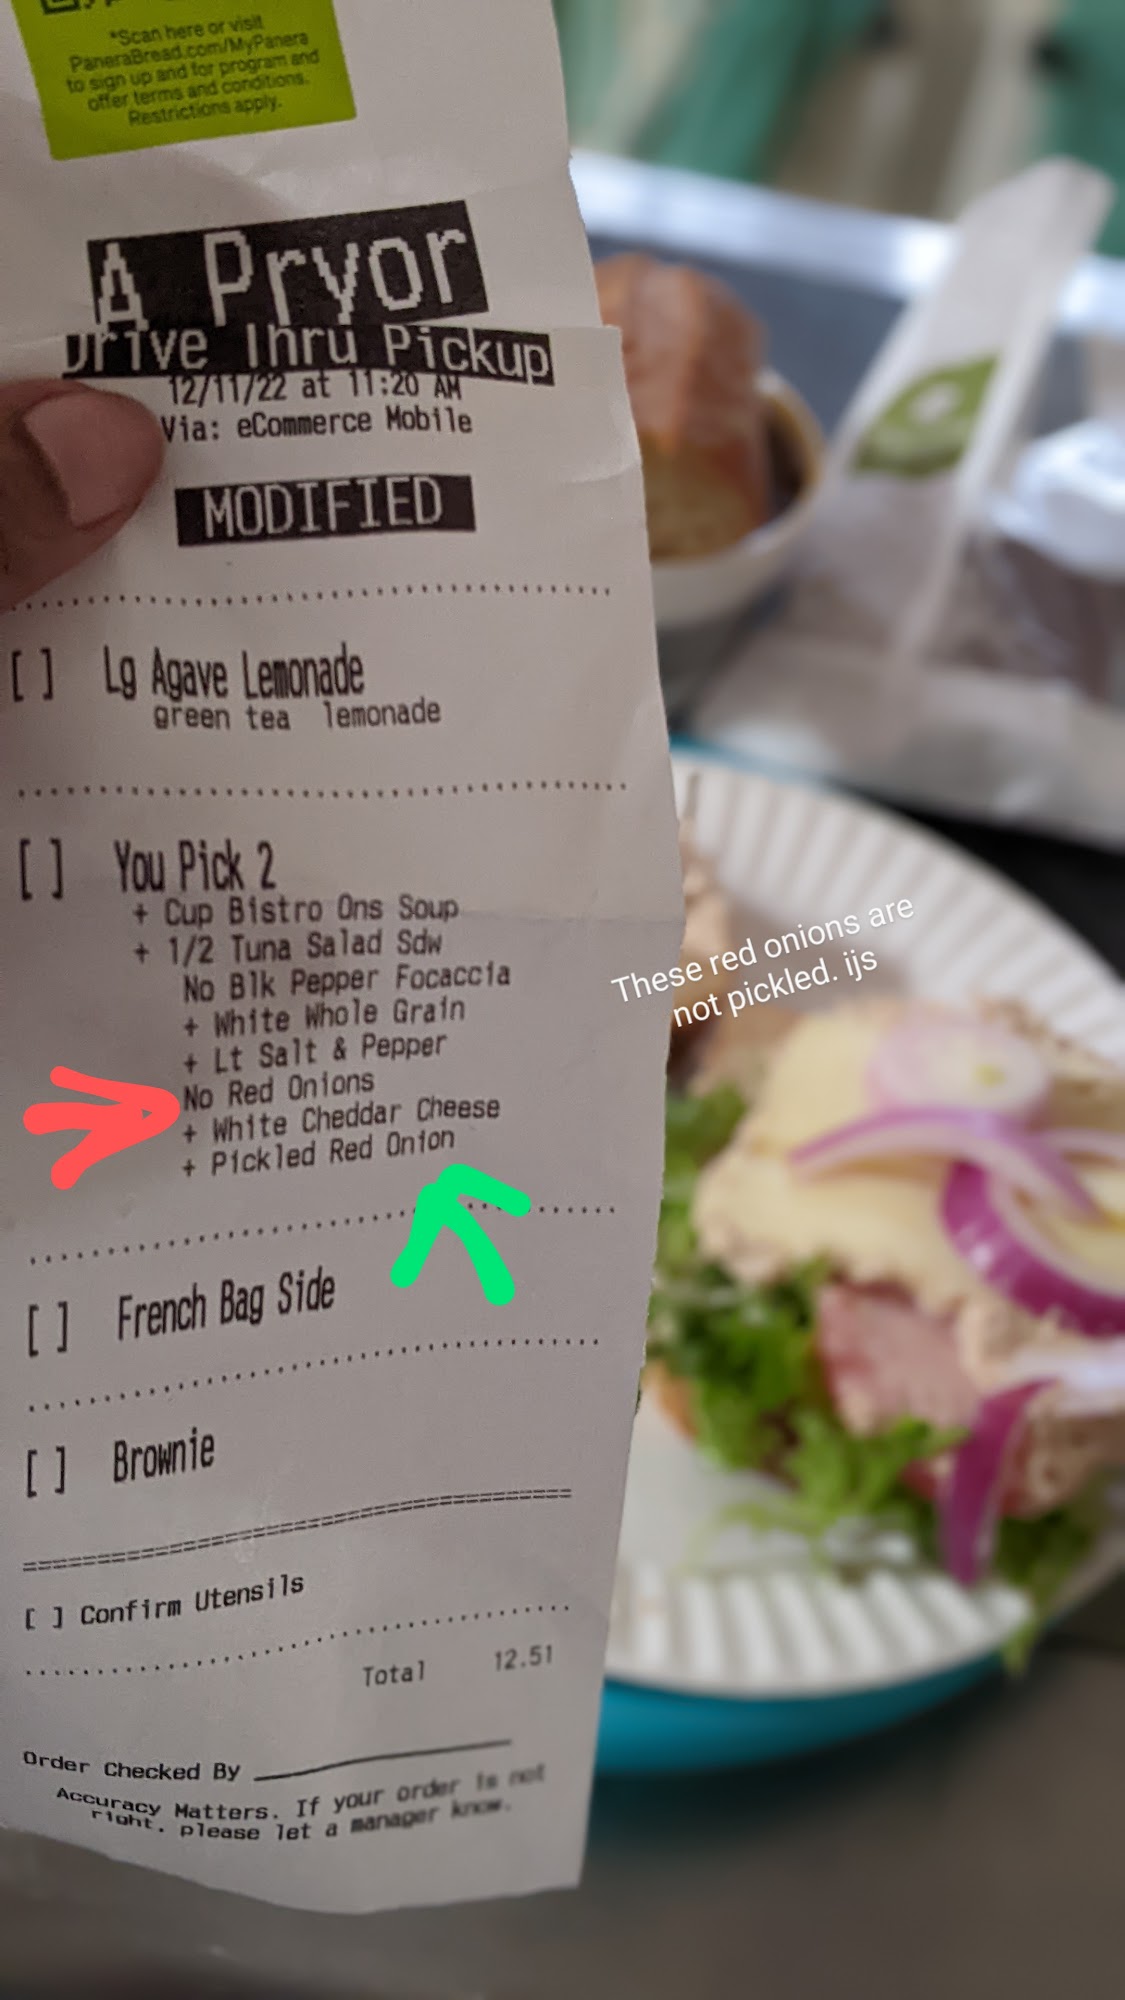 *Scan here or visit
PaneraBread.com/MyPanera
to sign up and for program and
offer terms and conditions.
Restrictions apply.
A Pryor
Drive Thru Pickup
12/11/22 at 11:20 AM
Via: eCommerce Mobile
MODIFIED
[ ] Lg Agave Lemonade
green tea lemonade
[ ] You Pick 2
+ Cup Bistro Ons Soup
+ 1/2 Tuna Salad Sdw
No Blk Pepper Focaccia
+ White Whole Grain
+ Lt Salt & Pepper
No Red Onions
+ White Cheddar Cheese
+ Pickled Red Onion
These red onions are
not pickled. ijs
[ ] French Bag Side
[ ] Brownie
[ ] Confirm Utensils
Total 12.51
Order Checked By
Accuracy Matters. If your order is not
right. please let a manager know.